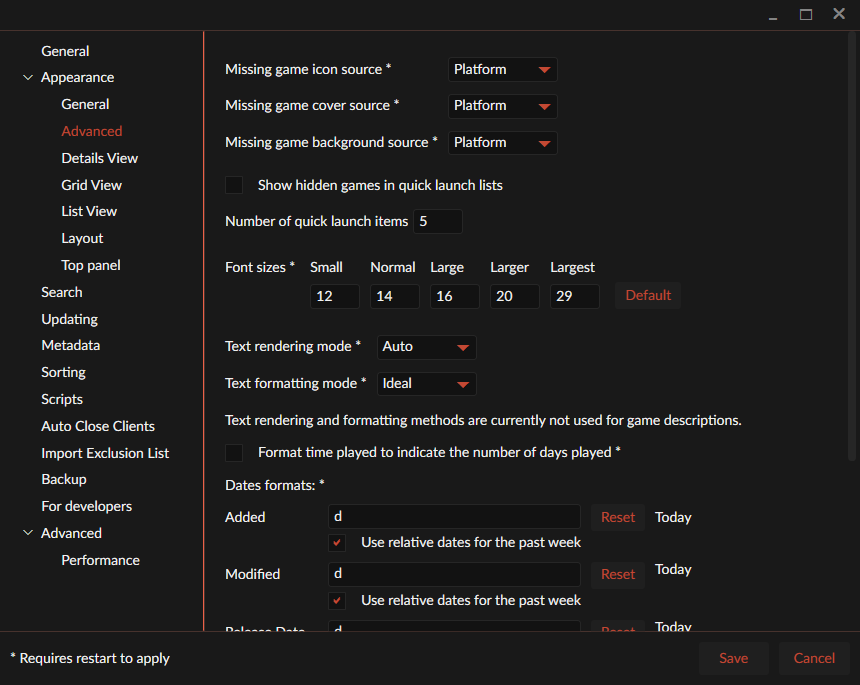 General
Appearance
General
Advanced
Details View
Grid View
List View
Layout
Top panel
Search
Updating
Metadata
Sorting
Scripts
Auto Close Clients
Import Exclusion List
Backup
For developers
Advanced
Performance
Missing game icon source * Platform
Missing game cover source * Platform
Missing game background source * Platform
Show hidden games in quick launch lists
Number of quick launch items 5
Font sizes * Small Normal Large Larger Largest
12 14 16 20 29 Default
Text rendering mode * Auto
Text formatting mode * Ideal
Text rendering and formatting methods are currently not used for game descriptions.
Format time played to indicate the number of days played *
Dates formats: *
Added d Reset Today
Use relative dates for the past week
Modified d Reset Today
Use relative dates for the past week
Release Date d Reset Today
* Requires restart to apply
Save Cancel